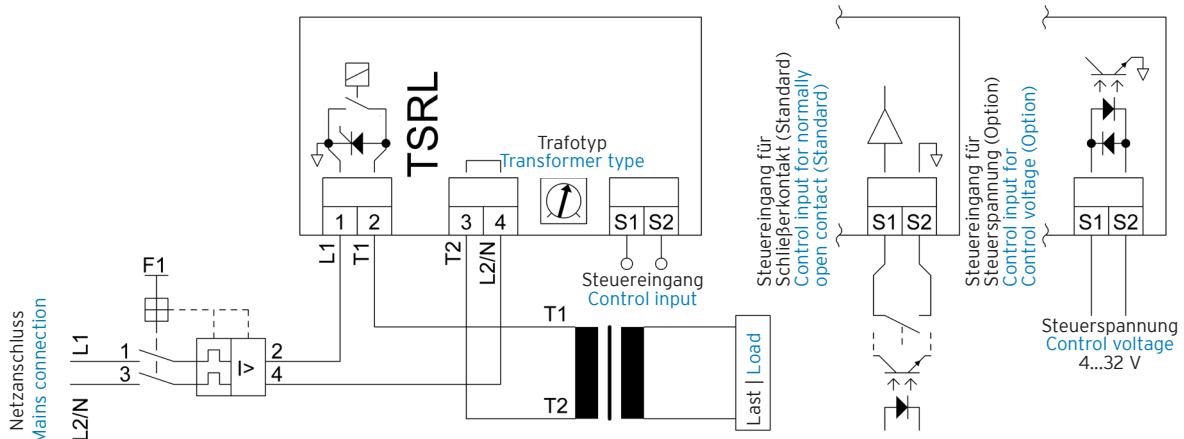 TSRL
Trafotyp
Transformer type
1 2
3 4
S1 S2
L1
T1
T2
L2/N
Steuereingang
Control input
F1
Netzanschluss
Mains connection
L1
L2/N
1
3
I>
2
4
T1
T2
Last | Load
Steuereingang für
Schließerkontakt (Standard)
Control input for normally
open contact (Standard)
S1 S2
Steuereingang für
Steuerspannung (Option)
Control input for
Control voltage (Option)
S1 S2
Steuerspannung
Control voltage
4...32 V